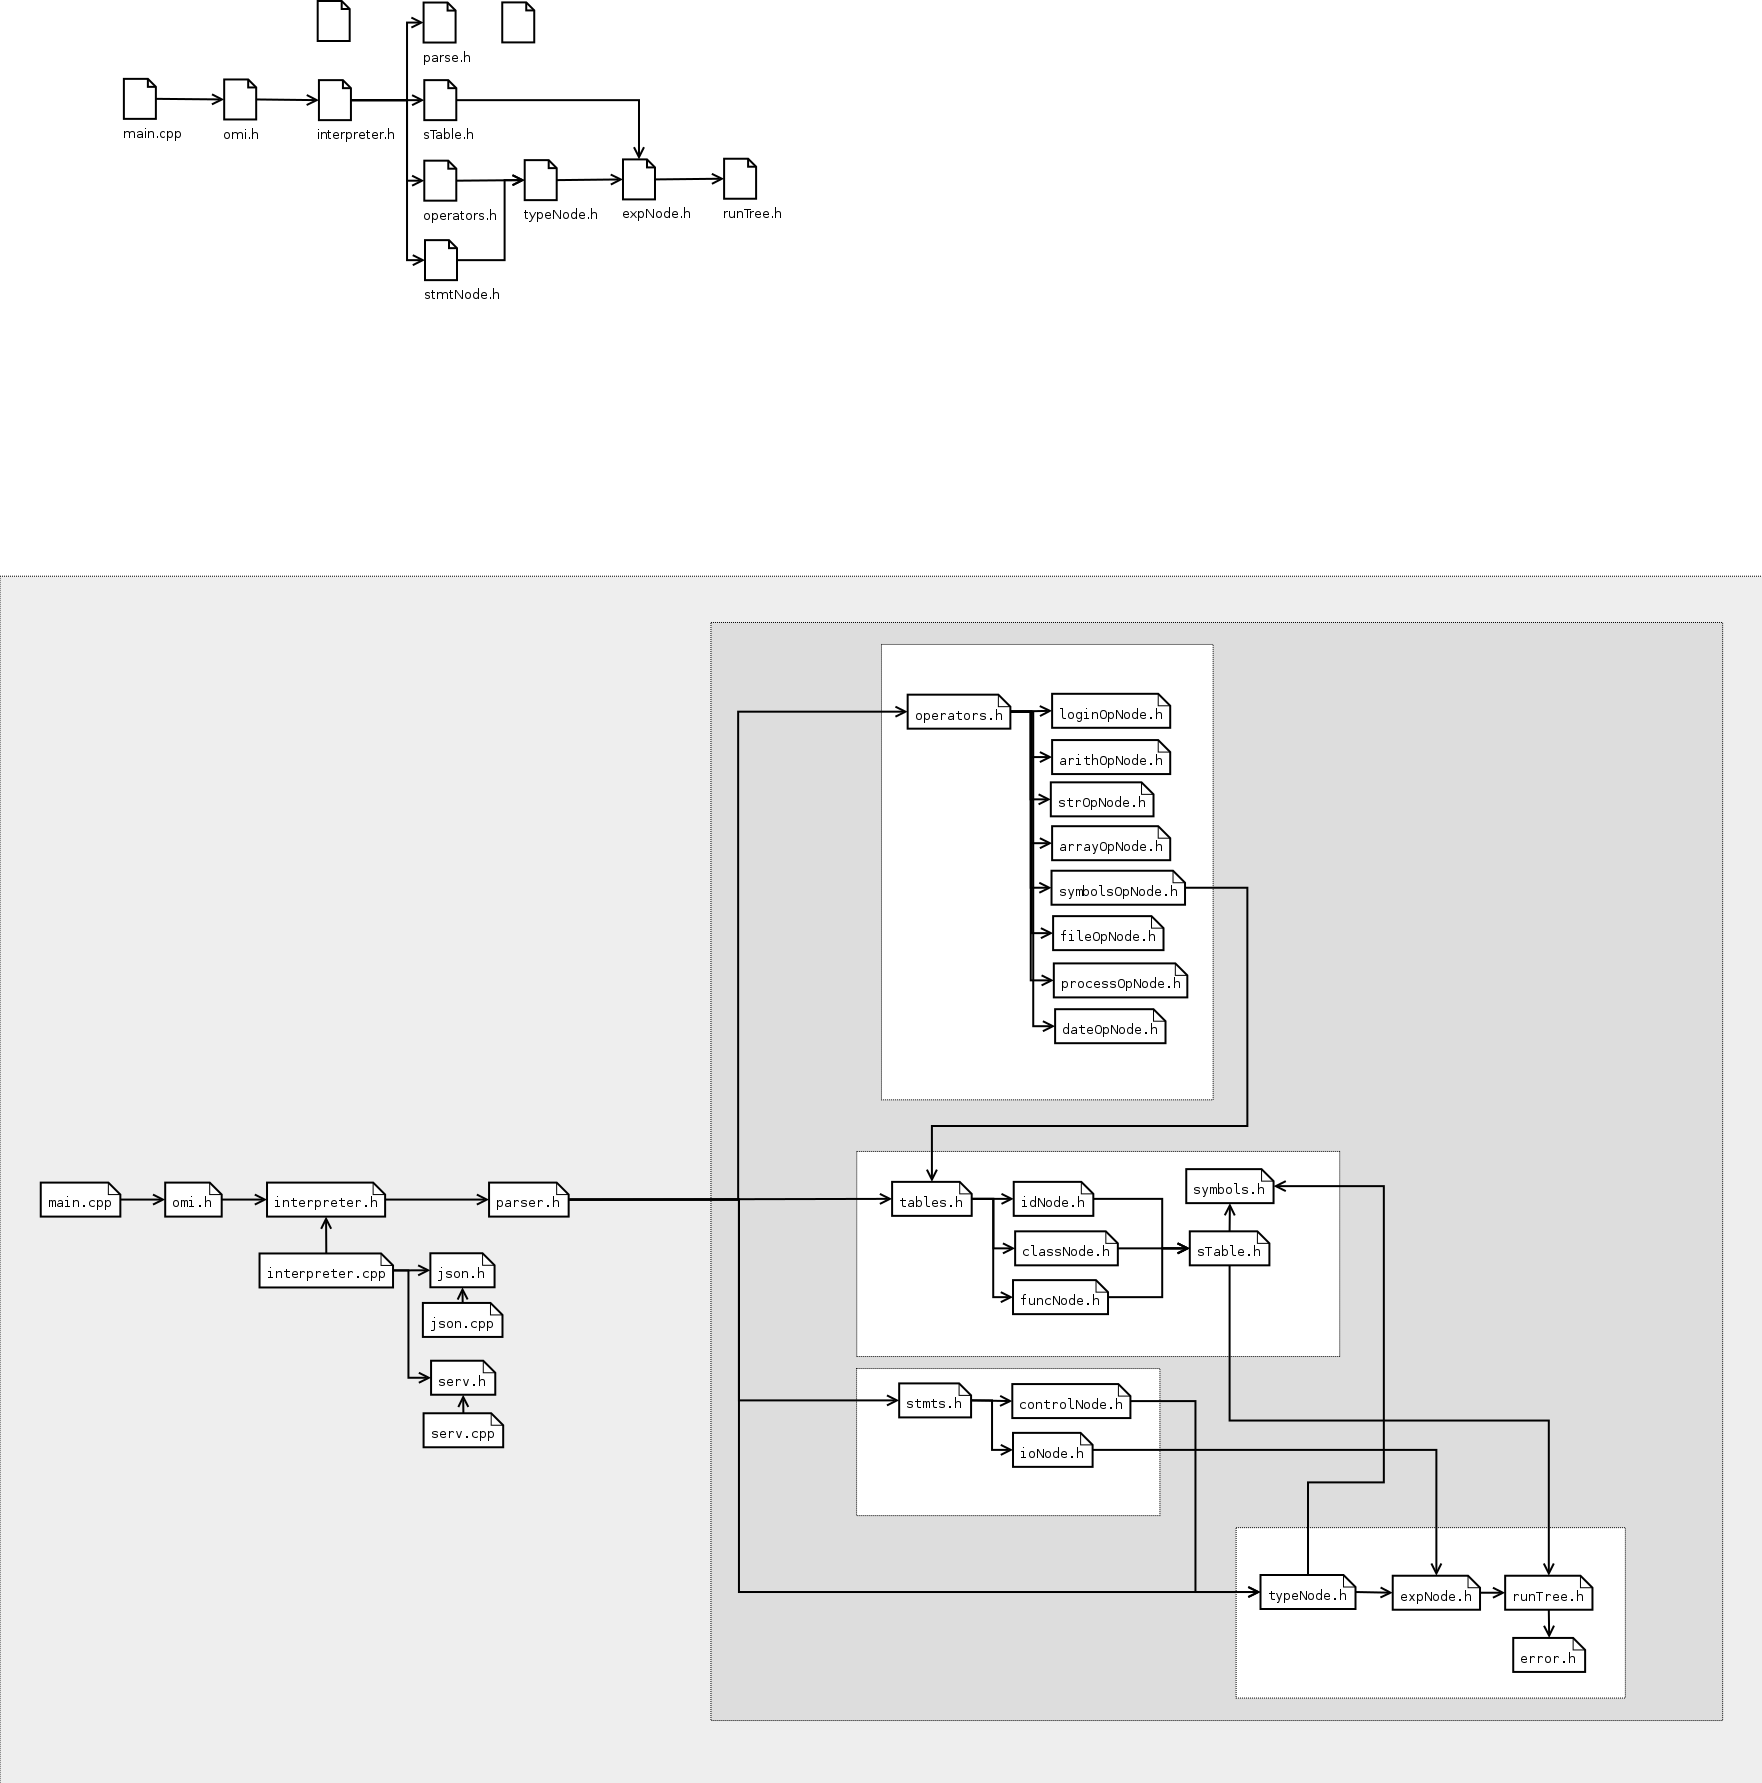 parse.h
main.cpp
omi.h
interpreter.h
sTable.h
operators.h
typeNode.h
expNode.h
runTree.h
stmtNode.h
operators.h
loginOpNode.h
arithOpNode.h
strOpNode.h
arrayOpNode.h
symbolsOpNode.h
fileOpNode.h
processOpNode.h
dateOpNode.h
main.cpp
omi.h
interpreter.h
parser.h
tables.h
idNode.h
symbols.h
classNode.h
sTable.h
interpreter.cpp
json.h
funcNode.h
json.cpp
serv.h
stmts.h
controlNode.h
serv.cpp
ioNode.h
typeNode.h
expNode.h
runTree.h
error.h